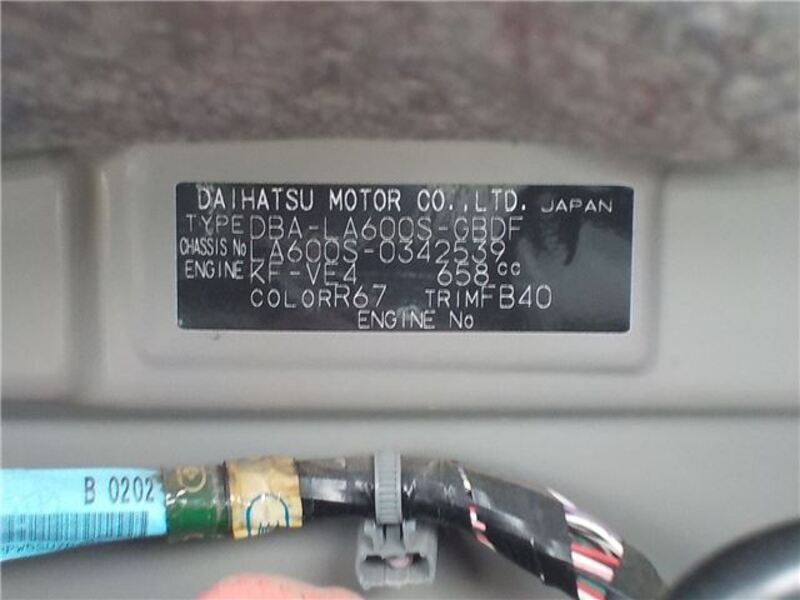 DAIHATSU MOTOR CO.,LTD. JAPAN
TYPE DBA-LA600S-GBDF
CHASSIS No LA600S-0342539
ENGINE KF-VE4 658cc
COLOR R67 TRIM FB40
ENGINE No
B 0202